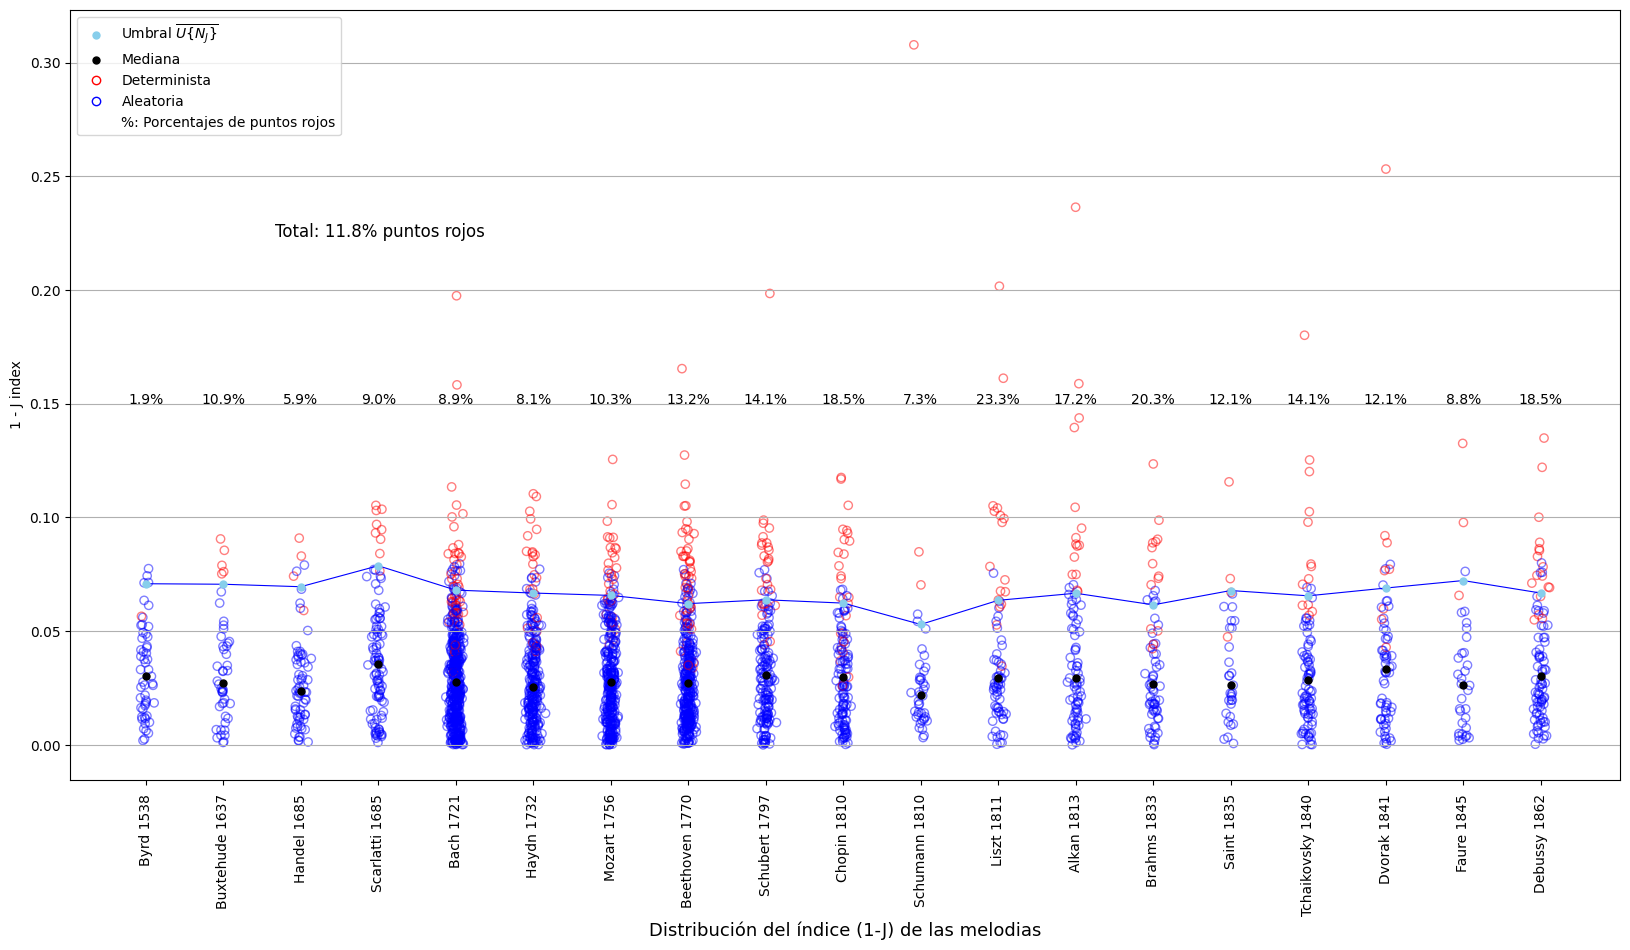 Umbral U{N_J}
Mediana
Determinista
Aleatoria
%: Porcentajes de puntos rojos
Total: 11.8% puntos rojos
1.9% 10.9% 5.9% 9.0% 8.9% 8.1% 10.3% 13.2% 14.1% 18.5% 7.3% 23.3% 17.2% 20.3% 12.1% 14.1% 12.1% 8.8% 18.5%
1 - J index
0.30
0.25
0.20
0.15
0.10
0.05
0.00
Byrd 1538
Buxtehude 1637
Handel 1685
Scarlatti 1685
Bach 1721
Haydn 1732
Mozart 1756
Beethoven 1770
Schubert 1797
Chopin 1810
Schumann 1810
Liszt 1811
Alkan 1813
Brahms 1833
Saint 1835
Tchaikovsky 1840
Dvorak 1841
Faure 1845
Debussy 1862
Distribución del índice (1-J) de las melodias